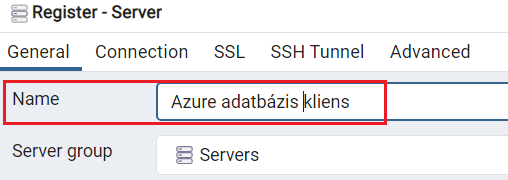 Register - Server
General Connection SSL SSH Tunnel Advanced
Name Azure adatbázis kliens
Server group Servers